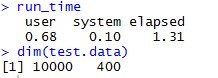 > run_time
user system elapsed
0.68 0.10 1.31
> dim(test.data)
[1] 10000 400